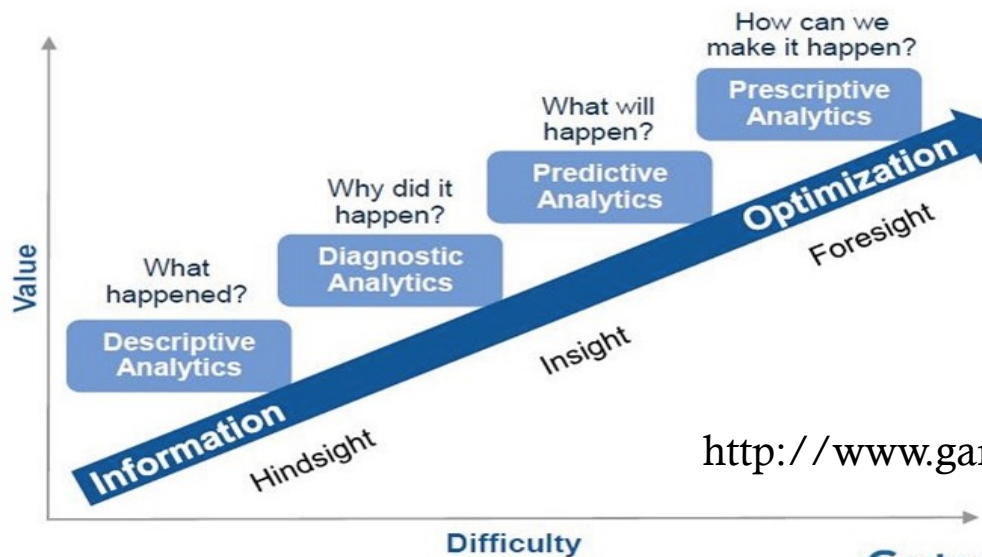 How can we
make it happen?
Prescriptive
Analytics
What will
happen?
Predictive
Analytics
Why did it
happen?
Diagnostic
Analytics
What
happened?
Descriptive
Analytics
Value
Information
Optimization
Hindsight
Insight
Foresight
Difficulty